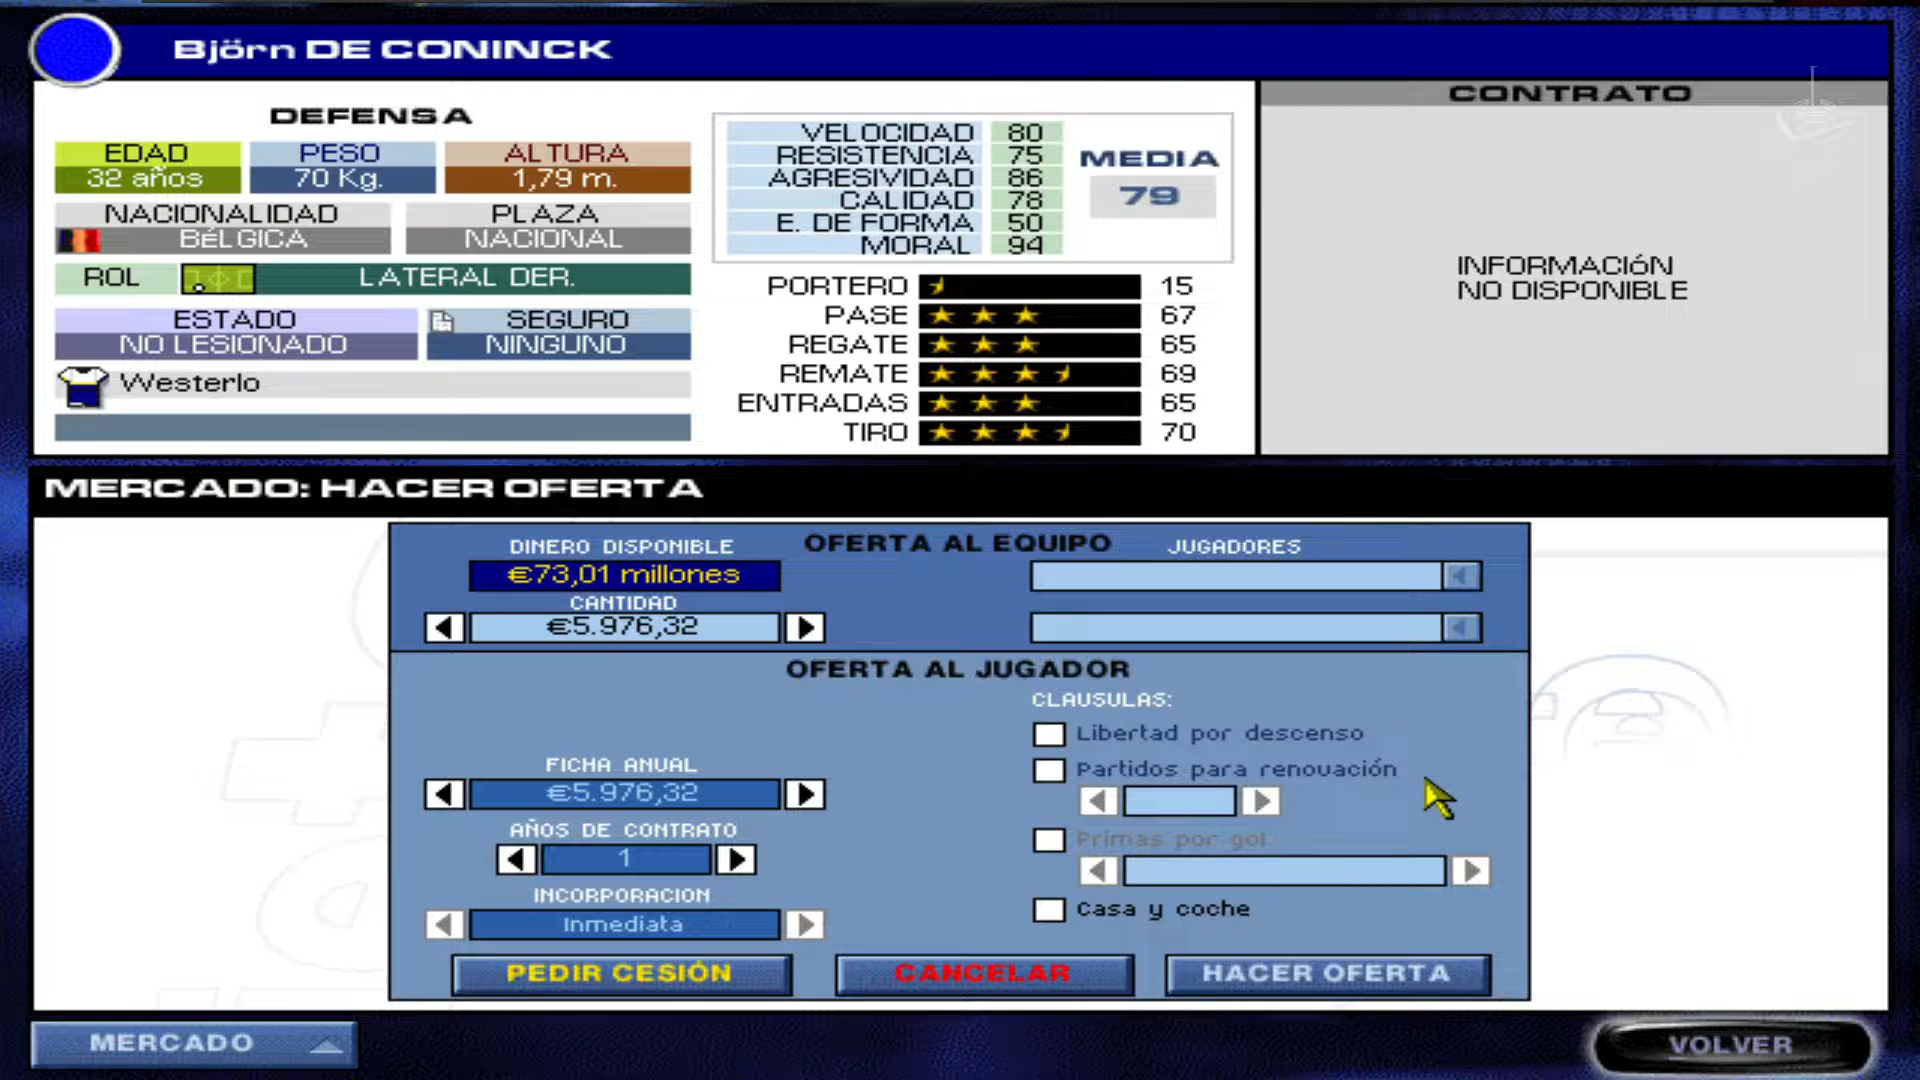 Björn DE CONINCK
DEFENSA
EDAD
32 años
PESO
70 Kg.
ALTURA
1,79 m.
NACIONALIDAD
BéLGICA
PLAZA
NACIONAL
ROL
LATERAL DER.
ESTADO
NO LESIONADO
SEGURO
NINGUNO
Westerlo
VELOCIDAD 80
RESISTENCIA 75
AGRESIVIDAD 86
CALIDAD 78
E. DE FORMA 50
MORAL 94
MEDIA
79
PORTERO 15
PASE 67
REGATE 65
REMATE 69
ENTRADAS 65
TIRO 70
CONTRATO
INFORMACIóN
NO DISPONIBLE
MERCADO: HACER OFERTA
OFERTA AL EQUIPO
DINERO DISPONIBLE
€73,01 millones
CANTIDAD
€5.976,32
JUGADORES
OFERTA AL JUGADOR
FICHA ANUAL
€5.976,32
AÑOS DE CONTRATO
1
INCORPORACION
Inmediata
CLAUSULAS:
Libertad por descenso
Partidos para renovación
Primas por gol
Casa y coche
PEDIR CESIÓN
CANCELAR
HACER OFERTA
MERCADO
VOLVER